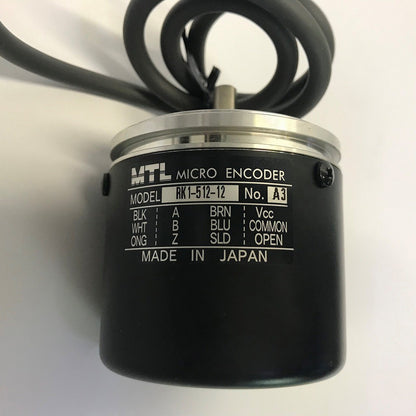 MTL MICRO ENCODER
MODEL RK1-512-12 No. A3
BLK A BRN Vcc
WHT B BLU COMMON
ONG Z SLD OPEN
MADE IN JAPAN